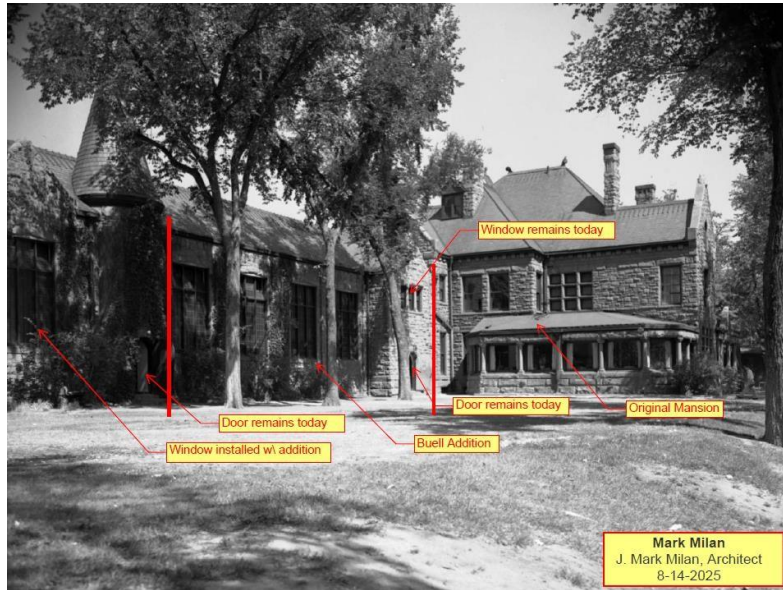 Window remains today
Door remains today
Original Mansion
Door remains today
Buell Addition
Window installed w\ addition
Mark Milan
J. Mark Milan, Architect
8-14-2025